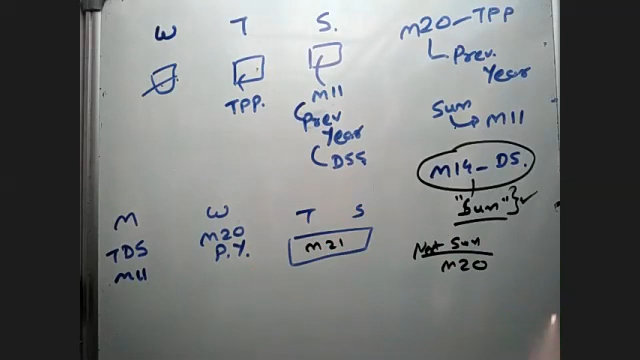 W T S.
TPP.
M11
Prev
Year
DS5
M W T S
TDS M20 M21
M11 P.Y.
M20-TPP
Prev.
Year
Sum
M11
M14-DS.
"Sum"
Not Sum
M20